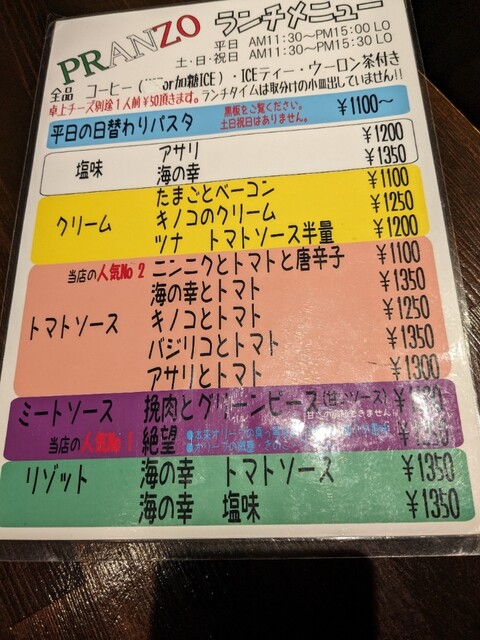 PRANZO ランチメニュー
平日 AM11:30～PM15:00 LO
土・日・祝日 AM11:30～PM15:30 LO
全品 コーヒー( or加糖ICE)・ICEティー・ウーロン茶付き
卓上チーズ別途1人前¥50頂きます。ランチタイムは取分けの小皿出していません!!
平日の日替わりパスタ 黒板をご覧ください。 ¥1100～
土日祝日はありません。
塩味 アサリ ¥1200
海の幸 ¥1350
クリーム たまごとベーコン ¥1100
キノコのクリーム ¥1250
ツナ トマトソース半量 ¥1200
当店の人気No2 ニンニクとトマトと唐辛子 ¥1100
トマトソース 海の幸とトマト ¥1350
キノコとトマト ¥1250
バジリコとトマト ¥1350
アサリとトマト ¥1300
ミートソース 挽肉とグリーンピース(甘いソース)
当店の人気No1 絶望
リゾット 海の幸 トマトソース ¥1350
海の幸 塩味 ¥1350